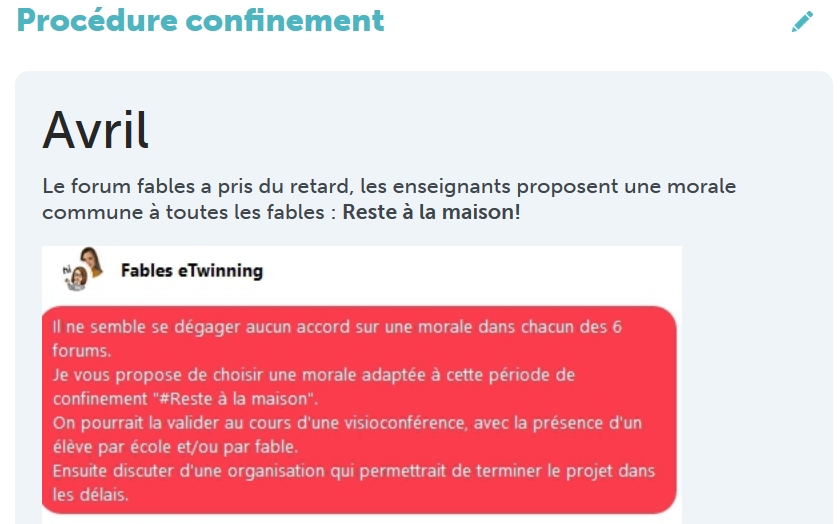 Procédure confinement
Avril
Le forum fables a pris du retard, les enseignants proposent une morale
commune à toutes les fables : Reste à la maison!
Fables eTwinning
Il ne semble se dégager aucun accord sur une morale dans chacun des 6
forums.
Je vous propose de choisir une morale adaptée à cette période de
confinement "#Reste à la maison".
On pourrait la valider au cours d'une visioconférence, avec la présence d'un
élève par école et/ou par fable.
Ensuite discuter d'une organisation qui permettrait de terminer le projet dans
les délais.